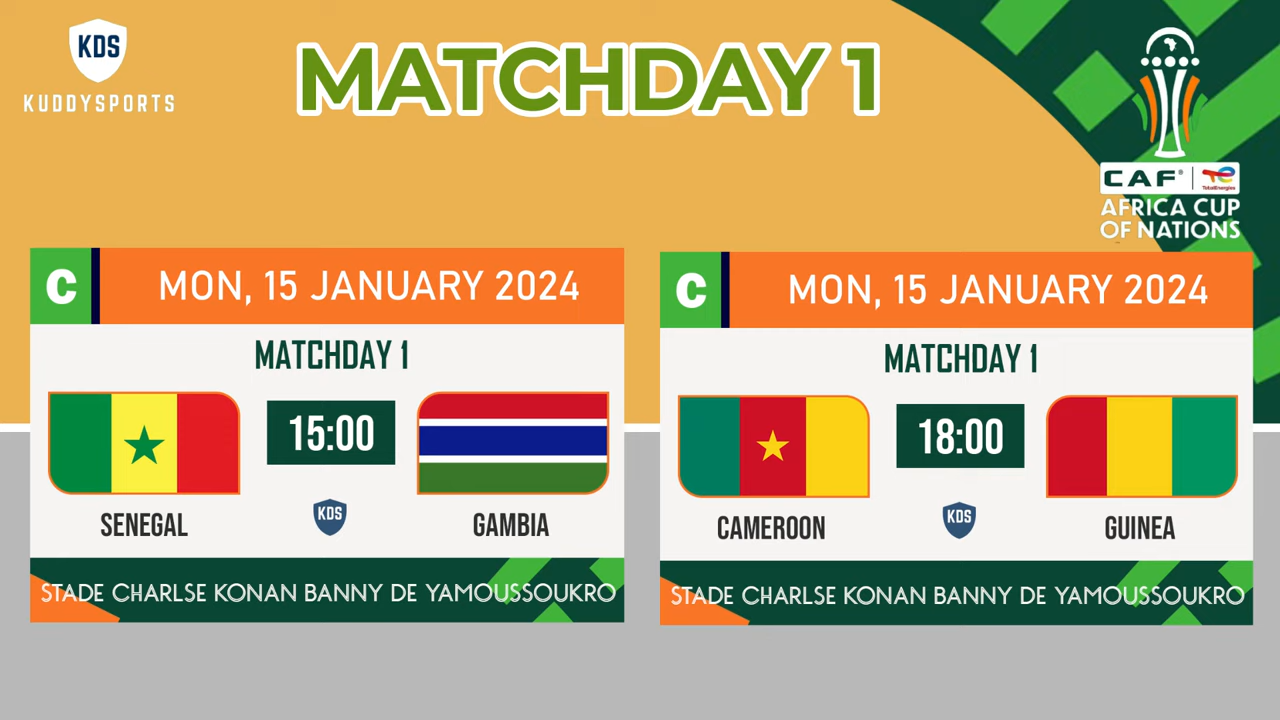 KDS
KUDDYSPORTS
MATCHDAY 1
CAF
TotalEnergies
AFRICA CUP
OF NATIONS
C
MON, 15 JANUARY 2024
MATCHDAY 1
15:00
KDS
SENEGAL
GAMBIA
STADE CHARLSE KONAN BANNY DE YAMOUSSOUKRO
C
MON, 15 JANUARY 2024
MATCHDAY 1
18:00
KDS
CAMEROON
GUINEA
STADE CHARLSE KONAN BANNY DE YAMOUSSOUKRO